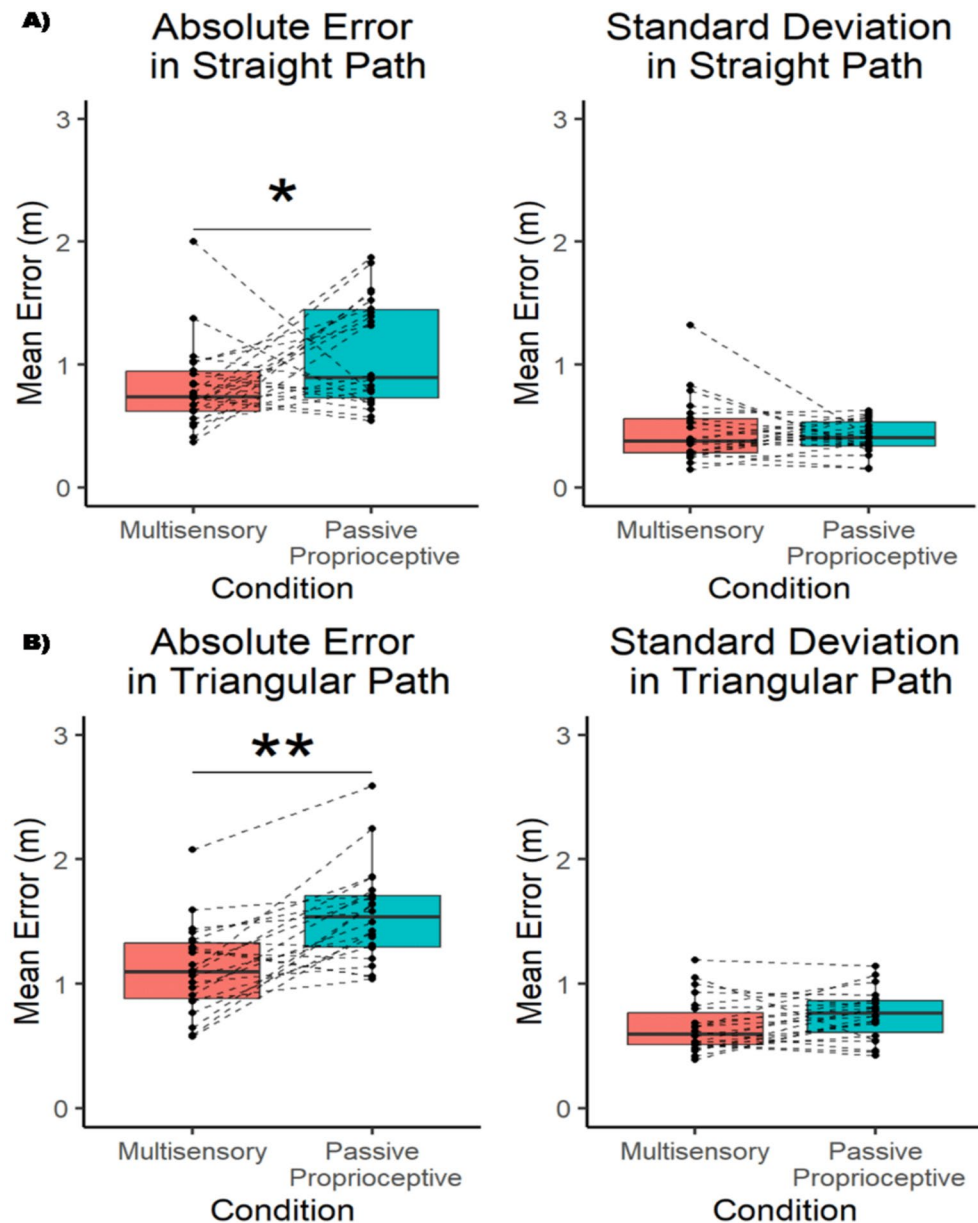 A)
Absolute Error
in Straight Path
3
2
1
0
Mean Error (m)
*
Multisensory
Passive
Proprioceptive
Condition
Standard Deviation
in Straight Path
3
2
1
0
Mean Error (m)
Multisensory
Passive
Proprioceptive
Condition
B)
Absolute Error
in Triangular Path
3
2
1
0
Mean Error (m)
**
Multisensory
Passive
Proprioceptive
Condition
Standard Deviation
in Triangular Path
3
2
1
0
Mean Error (m)
Multisensory
Passive
Proprioceptive
Condition